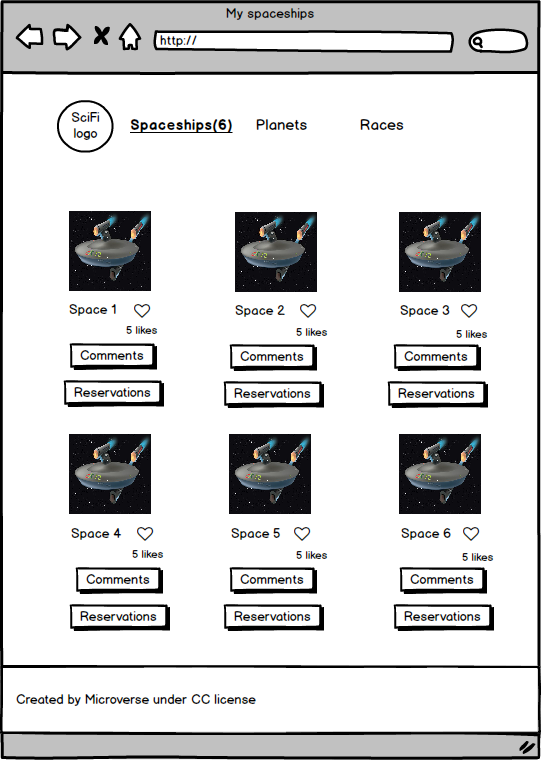 My spaceships
http://
SciFi
logo
Spaceships(6) Planets Races
Space 1 Space 2 Space 3
5 likes 5 likes 5 likes
Comments Comments Comments
Reservations Reservations Reservations
Space 4 Space 5 Space 6
5 likes 5 likes 5 likes
Comments Comments Comments
Reservations Reservations Reservations
Created by Microverse under CC license